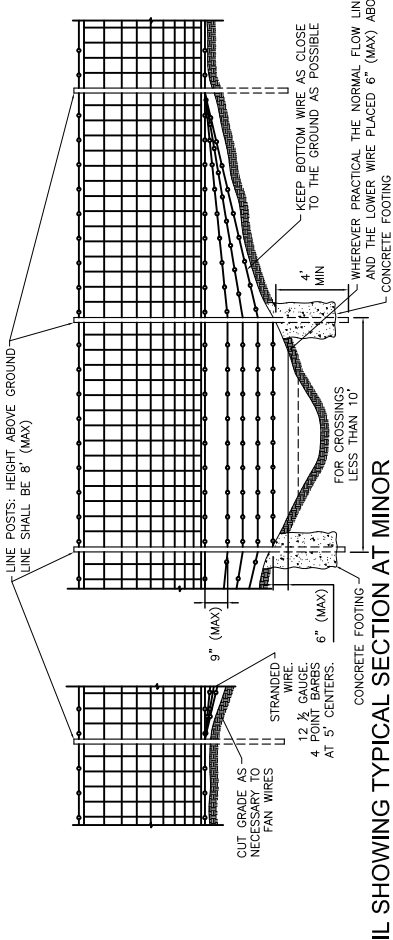 LINE POSTS: HEIGHT ABOVE GROUND
LINE SHALL BE 8' (MAX)
CUT GRADE AS
NECESSARY TO
FAN WIRES
STRANDED
WIRE.
12 ½ GAUGE.
4 POINT BARBS
AT 5' CENTERS.
9" (MAX)
6" (MAX)
CONCRETE FOOTING
FOR CROSSINGS
LESS THAN 10'
4'
MIN
KEEP BOTTOM WIRE AS CLOSE
TO THE GROUND AS POSSIBLE
WHEREVER PRACTICAL THE NORMAL FLOW LIN
AND THE LOWER WIRE PLACED 6" (MAX) ABO
CONCRETE FOOTING
IL SHOWING TYPICAL SECTION AT MINOR